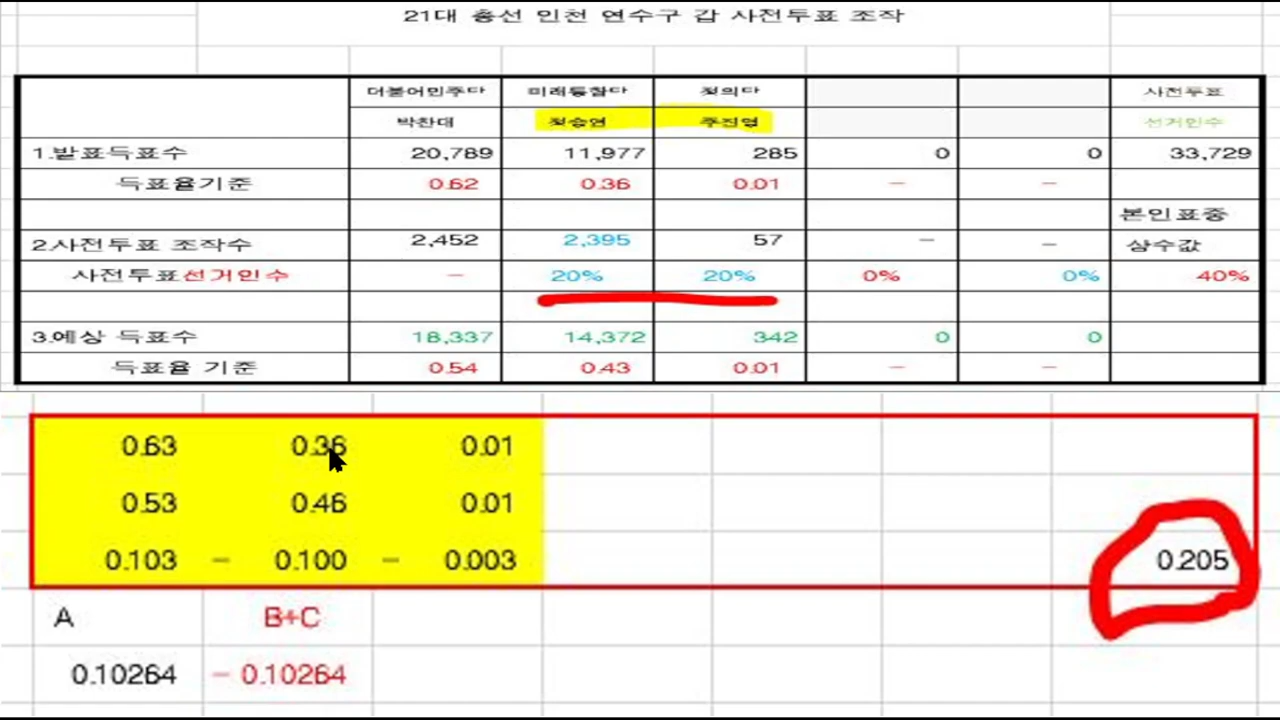 21대 총선 인천 연수구 갑 사전투표 조작
더불어민주다 미래통합다 정의다 사전투표
박찬대 정승연 주진영 선거인수
1.발표득표수 20,789 11,977 285 0 0 33,729
득표율기준 0.62 0.36 0.01 – –
본인표중
2.사전투표 조작수 2,452 2,395 57 – – 상수값
사전투표선거인수 – 20% 20% 0% 0% 40%
3.예상 득표수 18,337 14,372 342 0 0
득표율 기준 0.54 0.43 0.01 – –
0.63 0.36 0.01
0.53 0.46 0.01
0.103 – 0.100 – 0.003 0.205
A B+C
0.10264 – 0.10264